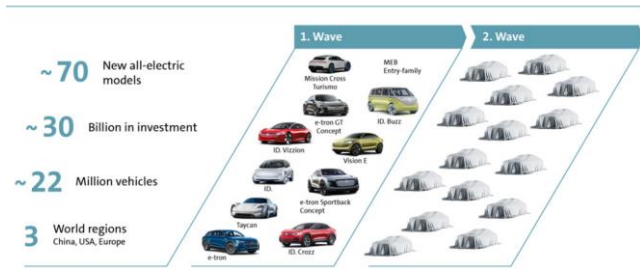 1. Wave
2. Wave
~ 70
New all-electric
models
~ 30
Billion in investment
~ 22
Million vehicles
3
World regions
China, USA, Europe
Mission Cross
Turismo
MEB
Entry-family
e-tron GT
Concept
ID. Buzz
ID. Vizzion
Vision E
ID.
e-tron Sportback
Concept
Taycan
e-tron
ID. Crozz